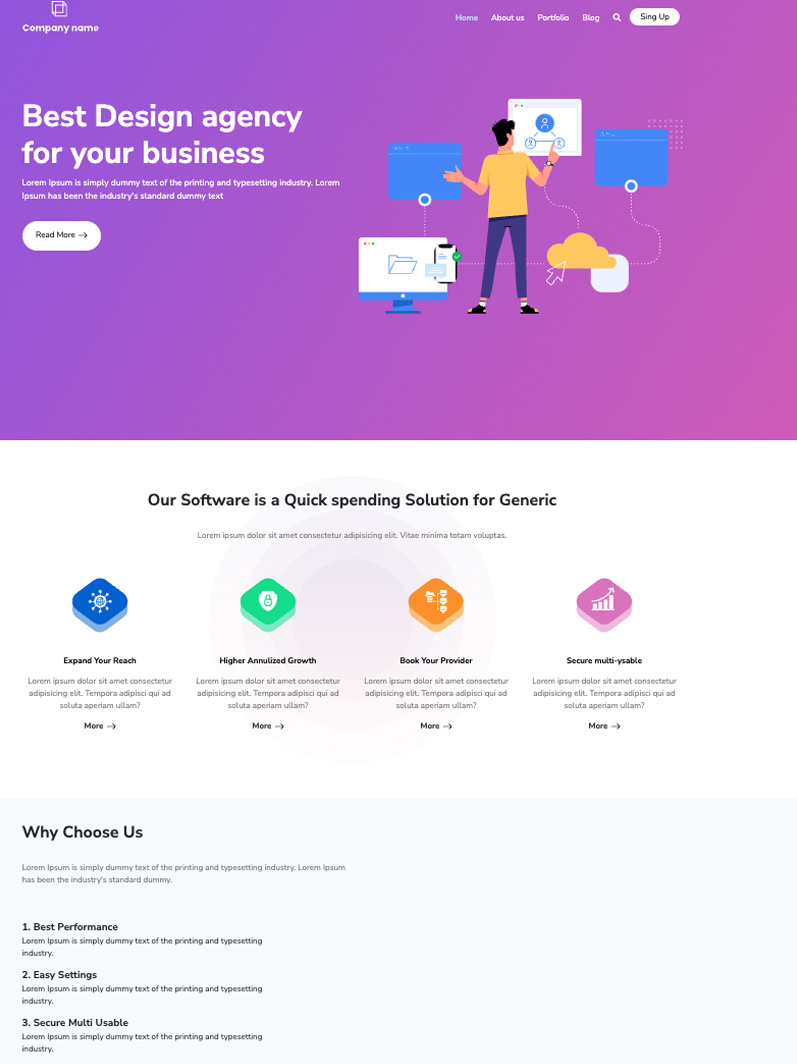 Company name
Home About us Portfolio Blog Sing Up
Best Design agency
for your business
Lorem Ipsum is simply dummy text of the printing and typesetting industry. Lorem
Ipsum has been the industry's standard dummy text
Read More
Our Software is a Quick spending Solution for Generic
Lorem ipsum dolor sit amet consectetur adipisicing elit. Vitae minima totam voluptas.
Expand Your Reach
Lorem ipsum dolor sit amet consectetur
adipisicing elit. Tempora adipisci qui ad
soluta aperiam ullam?
More
Higher Annulized Growth
Lorem ipsum dolor sit amet consectetur
adipisicing elit. Tempora adipisci qui ad
soluta aperiam ullam?
More
Book Your Provider
Lorem ipsum dolor sit amet consectetur
adipisicing elit. Tempora adipisci qui ad
soluta aperiam ullam?
More
Secure multi-ysable
Lorem ipsum dolor sit amet consectetur
adipisicing elit. Tempora adipisci qui ad
soluta aperiam ullam?
More
Why Choose Us
Lorem Ipsum is simply dummy text of the printing and typesetting industry. Lorem Ipsum
has been the industry's standard dummy.
1. Best Performance
Lorem Ipsum is simply dummy text of the printing and typesetting
industry.
2. Easy Settings
Lorem Ipsum is simply dummy text of the printing and typesetting
industry.
3. Secure Multi Usable
Lorem Ipsum is simply dummy text of the printing and typesetting
industry.